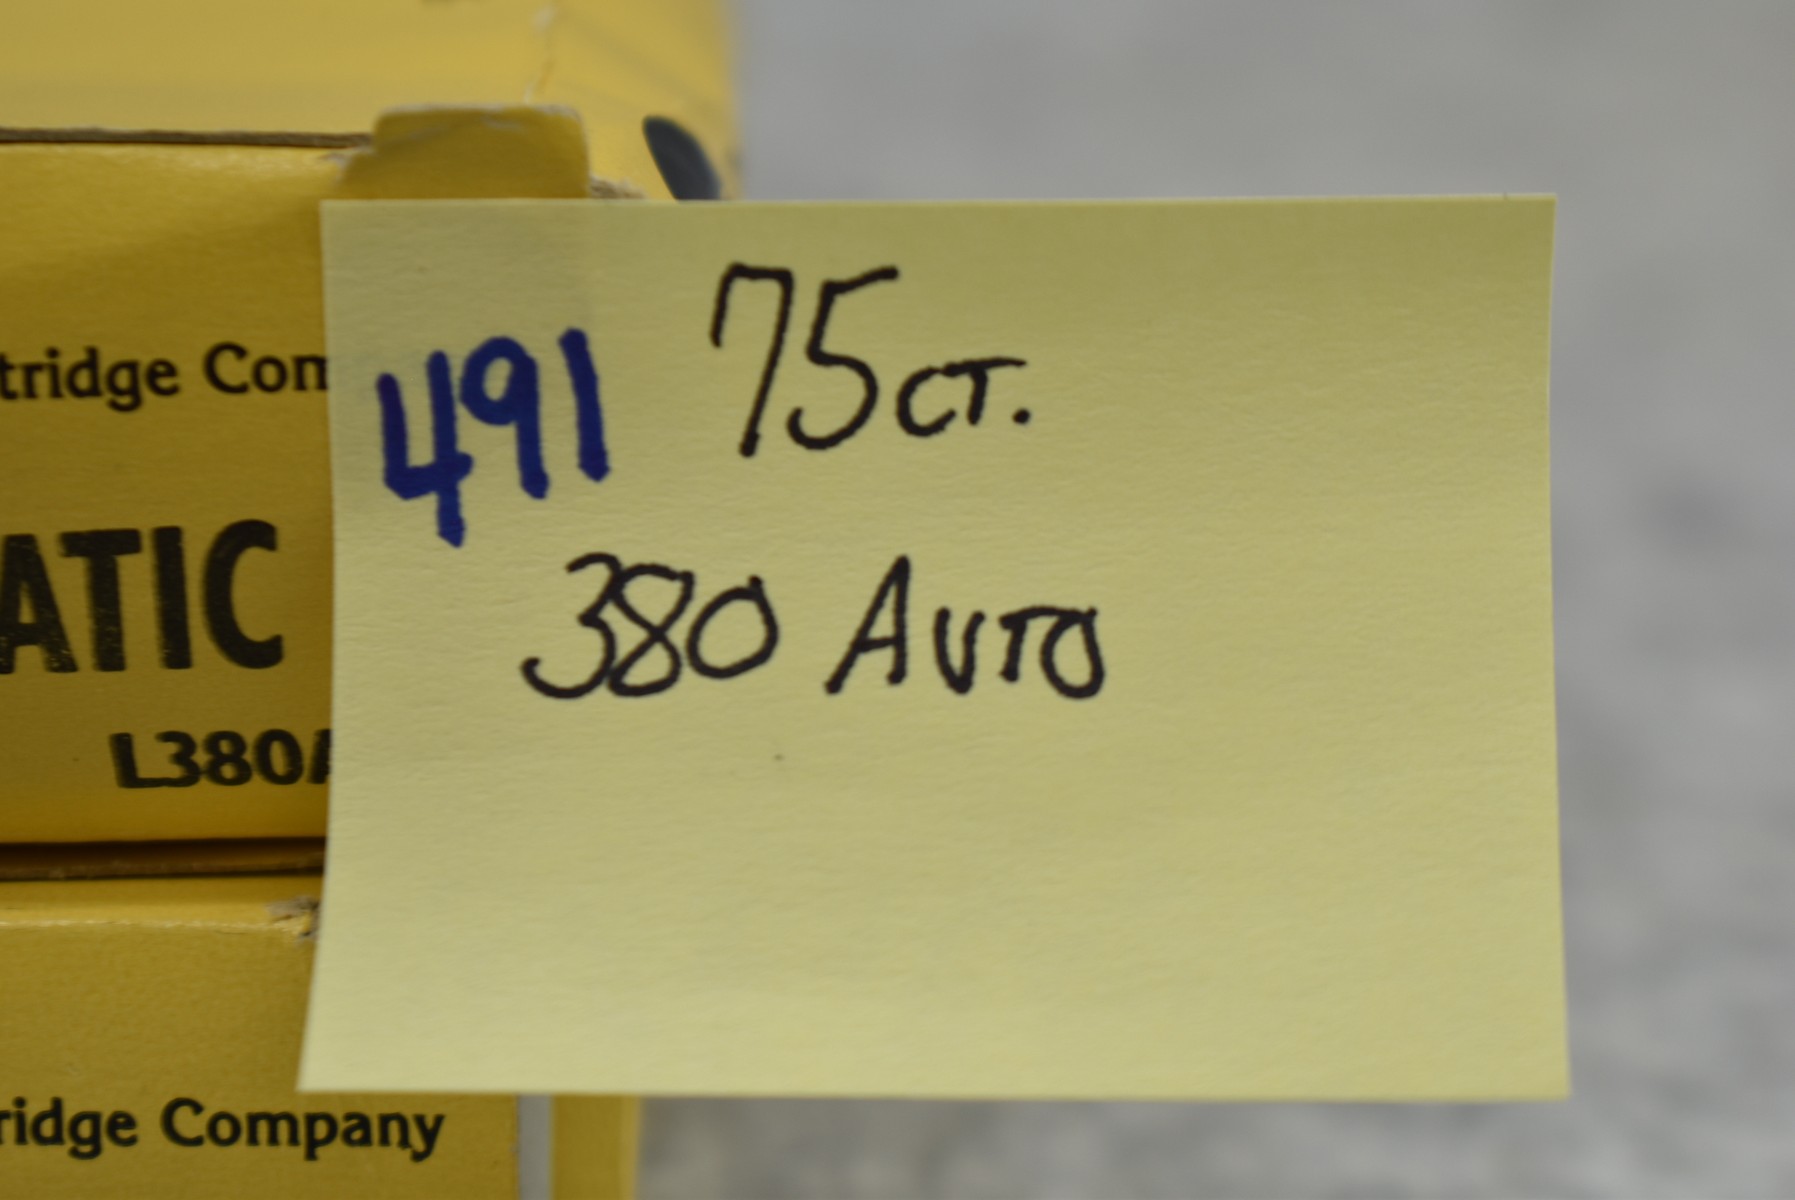 tridge Com
ATIC
L380A
ridge Company
491
75 CT.
380 AUTO